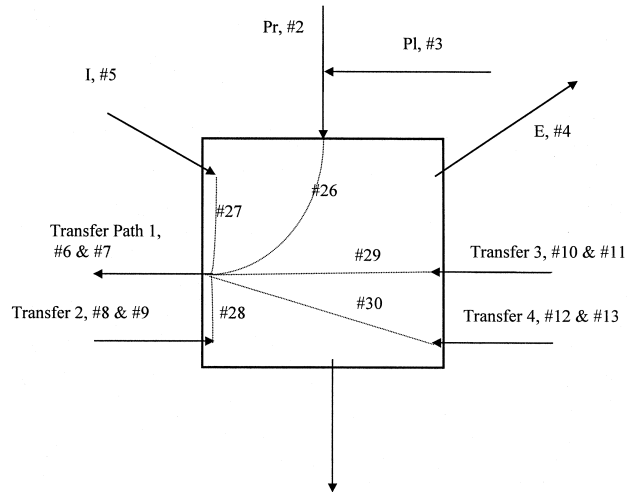 Pr, #2
Pl, #3
I, #5
E, #4
#26
#27
Transfer Path 1,
#6 & #7
#29
Transfer 3, #10 & #11
Transfer 2, #8 & #9
#28
#30
Transfer 4, #12 & #13